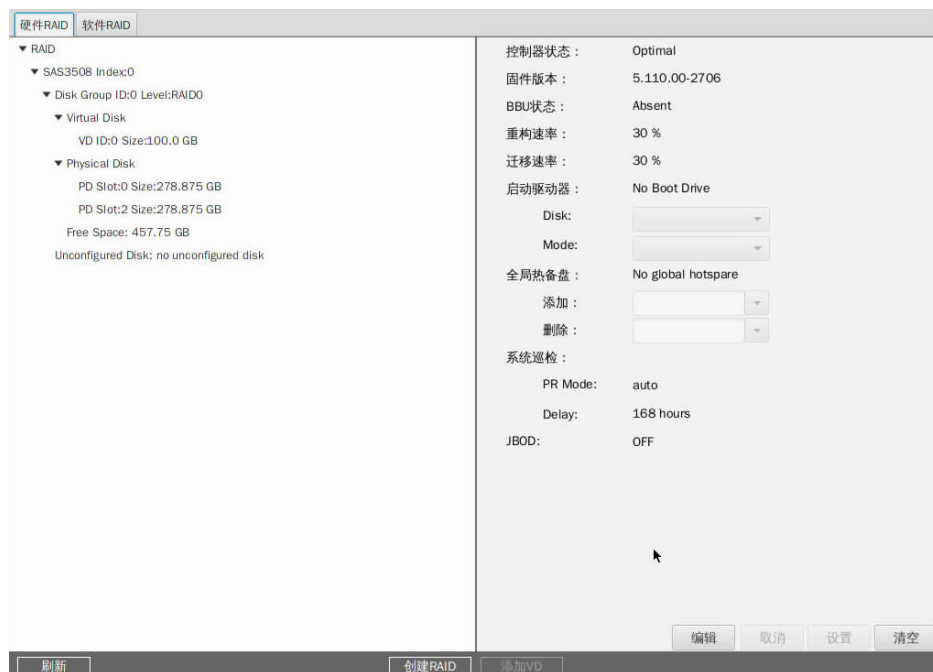 硬件RAID 软件RAID
RAID
SAS3508 Index:0
Disk Group ID:0 Level:RAID0
Virtual Disk
VD ID:0 Size:100.0 GB
Physical Disk
PD Slot:0 Size:278.875 GB
PD Slot:2 Size:278.875 GB
Free Space: 457.75 GB
Unconfigured Disk: no unconfigured disk
控制器状态： Optimal
固件版本： 5.110.00-2706
BBU状态： Absent
重构速率： 30 %
迁移速率： 30 %
启动驱动器： No Boot Drive
Disk:
Mode:
全局热备盘： No global hotspare
添加：
删除：
系统巡检：
PR Mode: auto
Delay: 168 hours
JBOD: OFF
编辑 取消 设置 清空
刷新 创建RAID 添加VD